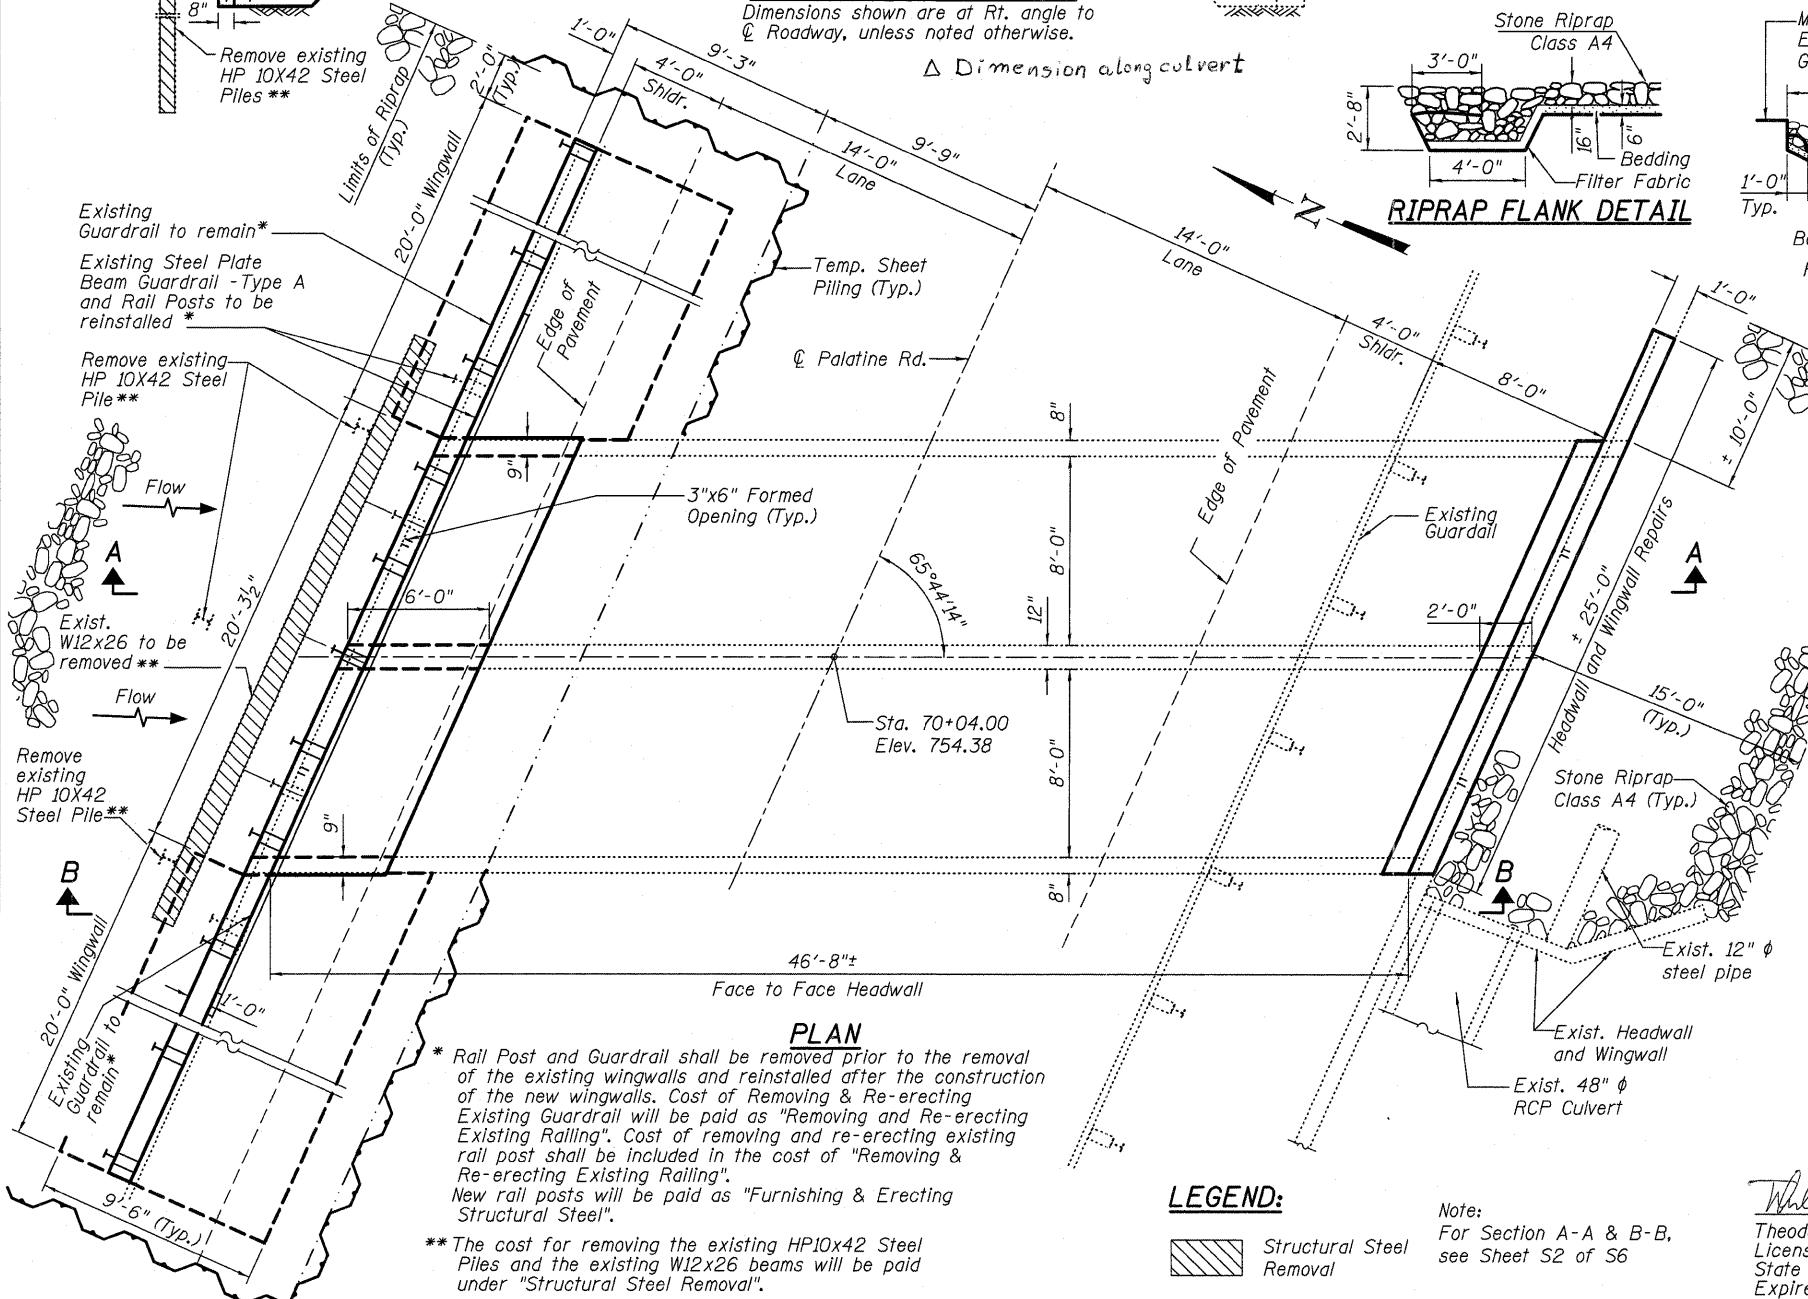 8"
Remove existing
HP 10X42 Steel
Piles **
Dimensions shown are at Rt. angle to
℄ Roadway, unless noted otherwise.
Δ Dimension along culvert
Stone Riprap
Class A4
3'-0"
2'-8"
4'-0"
16"
6"
Bedding
Filter Fabric
RIPRAP FLANK DETAIL
1'-0"
Typ.
Limits of Riprap
(Typ.)
2'-0"
(Typ.)
1'-0"
9'-3"
4'-0"
Shldr.
14'-0"
Lane
9'-9"
N
14'-0"
Lane
4'-0"
Shldr.
8'-0"
1'-0"
± 10'-0"
20'-0" Wingwall
Existing
Guardrail to remain*
Existing Steel Plate
Beam Guardrail - Type A
and Rail Posts to be
reinstalled *
Remove existing
HP 10X42 Steel
Pile **
Edge of
Pavement
Temp. Sheet
Piling (Typ.)
℄ Palatine Rd.
Edge of Pavement
8"
9"
3"x6" Formed
Opening (Typ.)
Existing
Guardail
Flow
A
A
8'-0"
65°44'14"
12"
6'-0"
2'-0"
± 25'-0"
Headwall and Wingwall Repairs
20'-3½"
Exist.
W12x26 to be
removed **
Flow
Sta. 70+04.00
Elev. 754.38
15'-0"
(Typ.)
8'-0"
Remove
existing
HP 10X42
Steel Pile **
Stone Riprap
Class A4 (Typ.)
9"
8"
B
B
46'-8"±
Face to Face Headwall
Exist. 12" ϕ
steel pipe
20'-0" Wingwall
1'-0"
Existing
Guardrail to
remain*
Exist. Headwall
and Wingwall
Exist. 48" ϕ
RCP Culvert
9'-6" (Typ.)
PLAN
* Rail Post and Guardrail shall be removed prior to the removal
of the existing wingwalls and reinstalled after the construction
of the new wingwalls. Cost of Removing & Re-erecting
Existing Guardrail will be paid as "Removing and Re-erecting
Existing Railing". Cost of removing and re-erecting existing
rail post shall be included in the cost of "Removing &
Re-erecting Existing Railing".
New rail posts will be paid as "Furnishing & Erecting
Structural Steel".
** The cost for removing the existing HP10x42 Steel
Piles and the existing W12x26 beams will be paid
under "Structural Steel Removal".
LEGEND:
Structural Steel
Removal
Note:
For Section A-A & B-B,
see Sheet S2 of S6
Theod
Licens
State
Expire